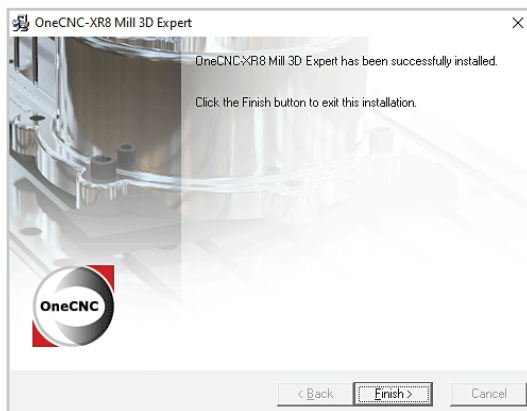 OneCNC-XR8 Mill 3D Expert
OneCNC-XR8 Mill 3D Expert has been successfully installed.
Click the Finish button to exit this installation.
OneCNC
< Back
Finish >
Cancel